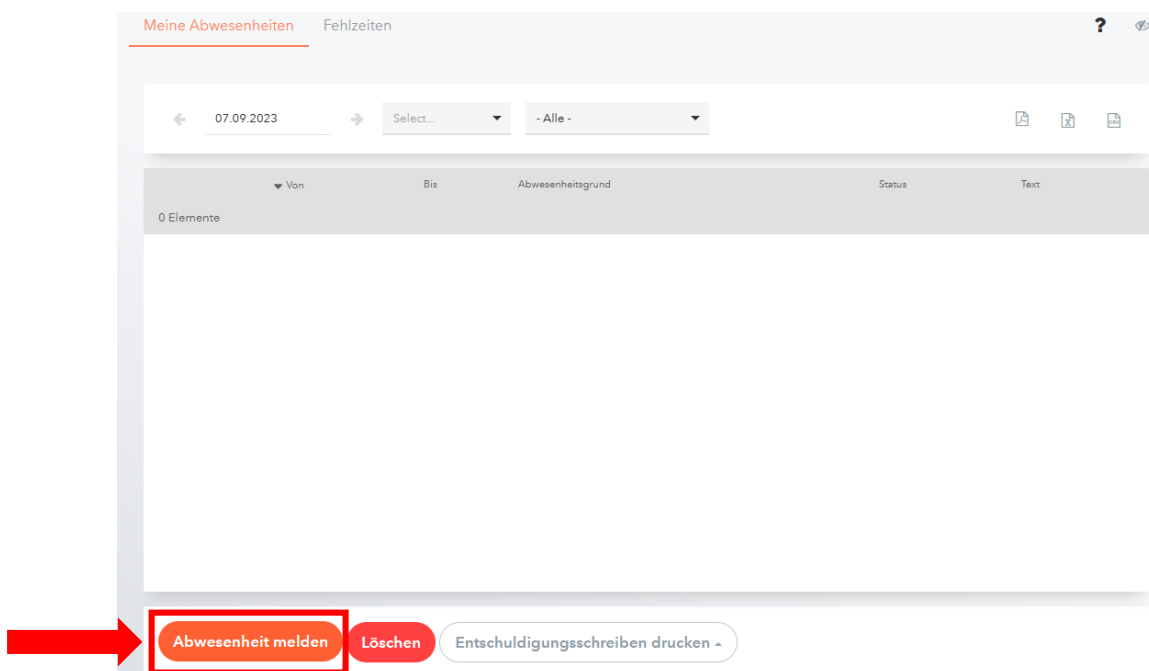 Meine Abwesenheiten Fehlzeiten ?
07.09.2023 Select... - Alle -
Von Bis Abwesenheitsgrund Status Text
0 Elemente
Abwesenheit melden Löschen Entschuldigungsschreiben drucken